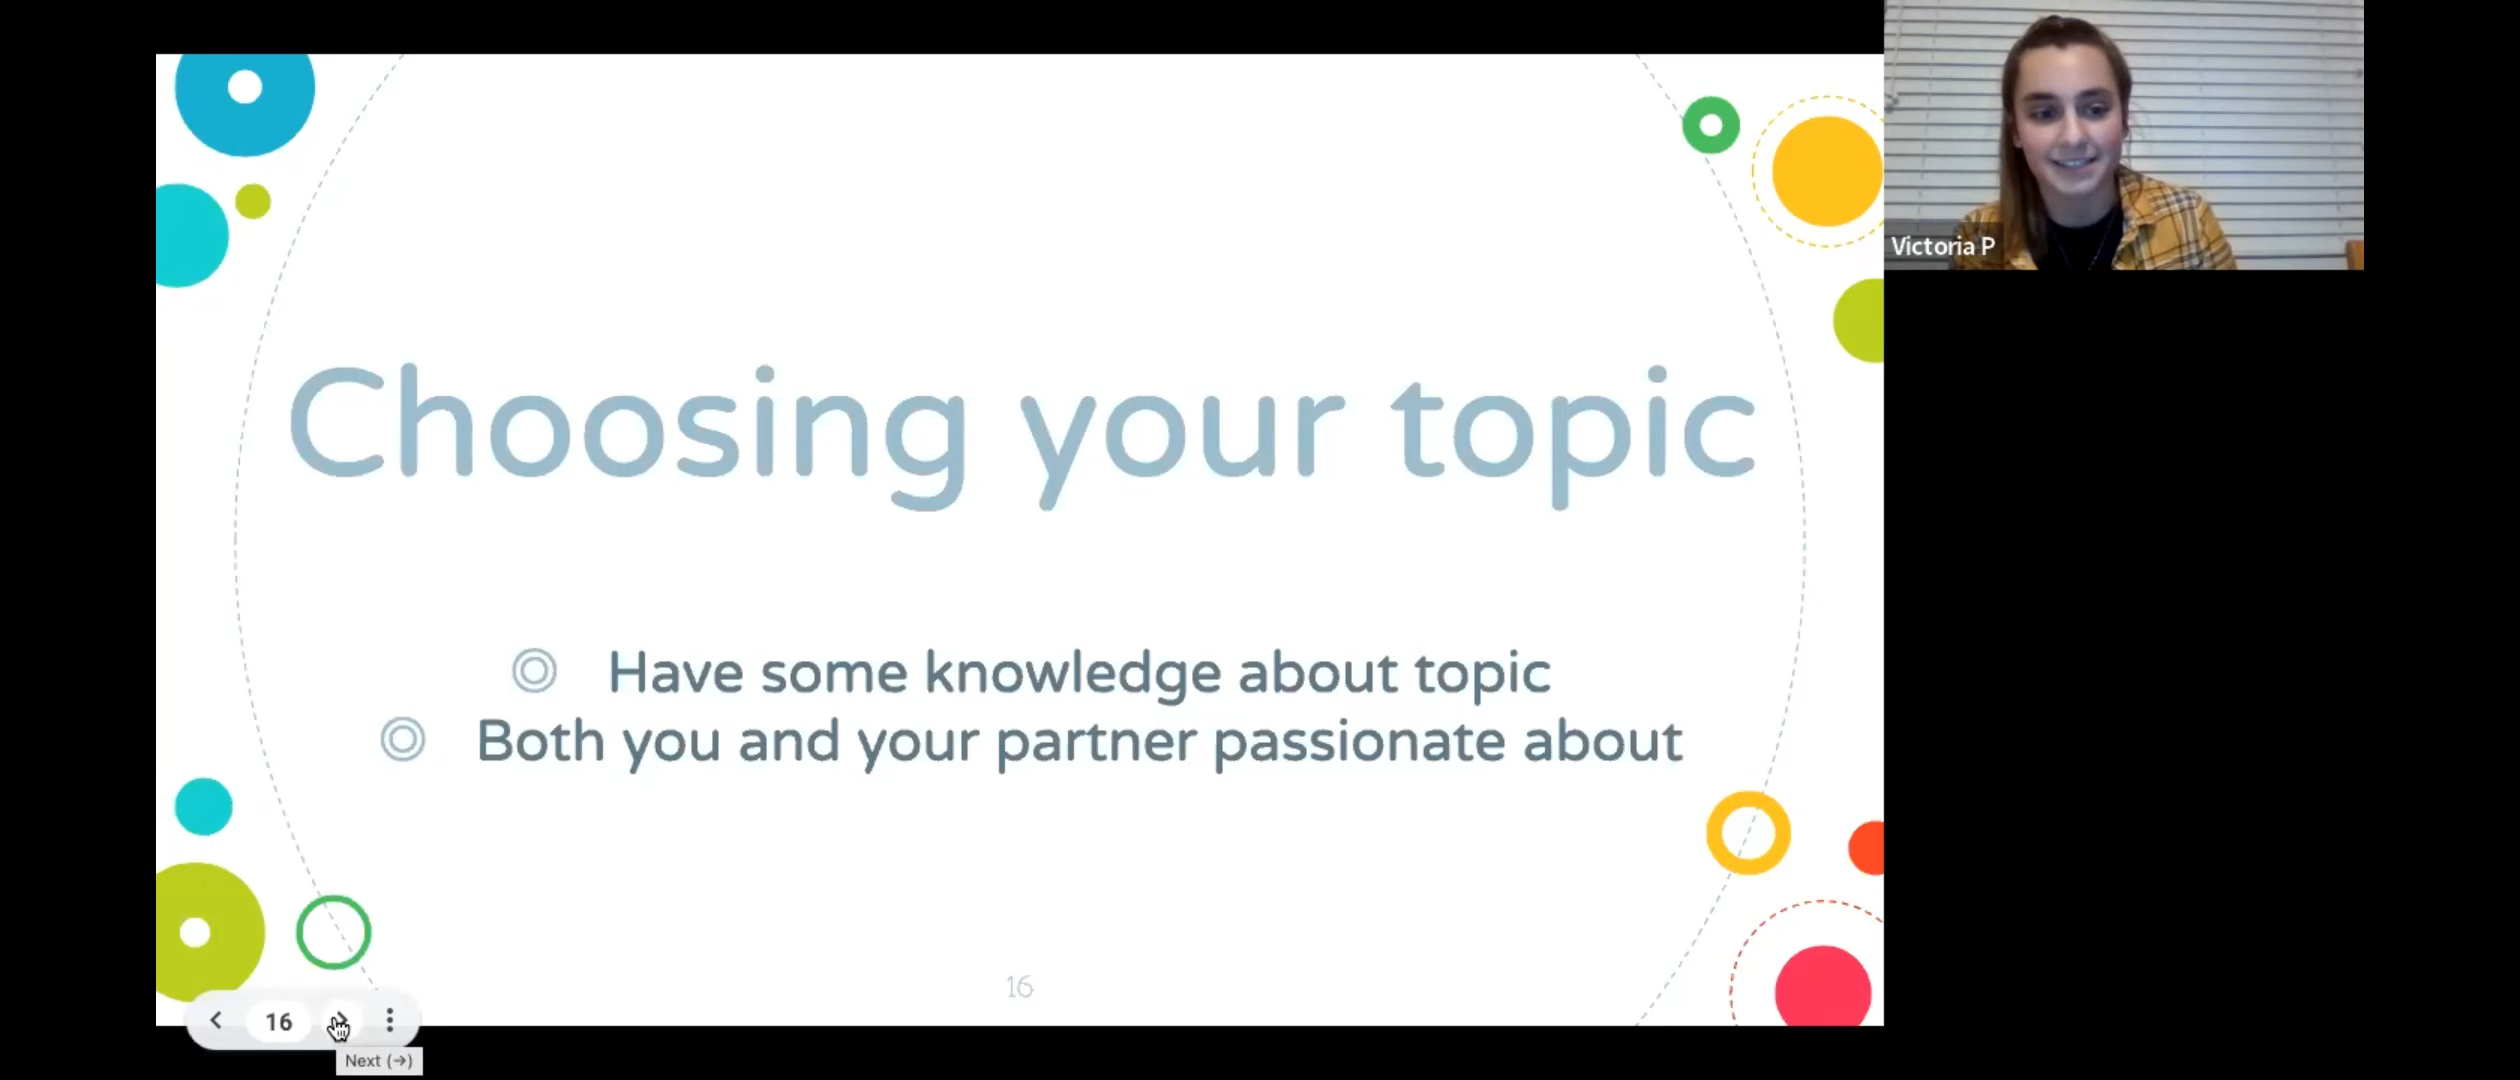 Choosing your topic
Have some knowledge about topic
Both you and your partner passionate about
16
16
Next (→)
Victoria P